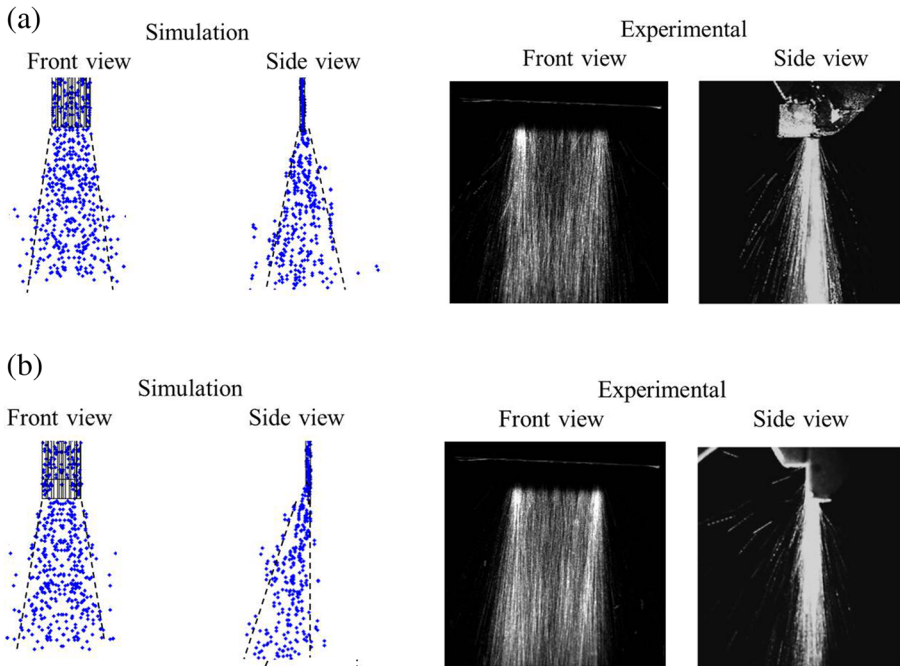 (a)
Simulation
Experimental
Front view
Side view
Front view
Side view
(b)
Simulation
Experimental
Front view
Side view
Front view
Side view